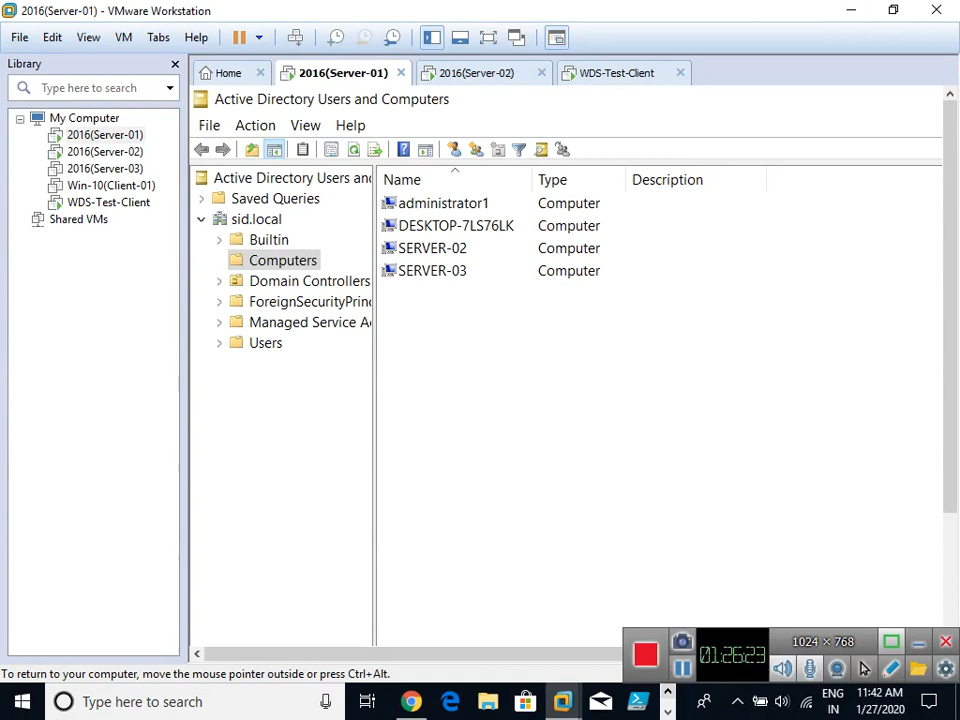 2016(Server-01) - VMware Workstation
File Edit View VM Tabs Help
Library
Type here to search
My Computer
2016(Server-01)
2016(Server-02)
2016(Server-03)
Win-10(Client-01)
WDS-Test-Client
Shared VMs
Home
2016(Server-01)
2016(Server-02)
WDS-Test-Client
Active Directory Users and Computers
File Action View Help
Active Directory Users and
Saved Queries
sid.local
Builtin
Computers
Domain Controllers
ForeignSecurityPrinc
Managed Service Ac
Users
Name Type Description
administrator1 Computer
DESKTOP-7LS76LK Computer
SERVER-02 Computer
SERVER-03 Computer
1024 × 768
01:26:23
To return to your computer, move the mouse pointer outside or press Ctrl+Alt.
Type here to search
ENG
IN
11:42 AM
1/27/2020